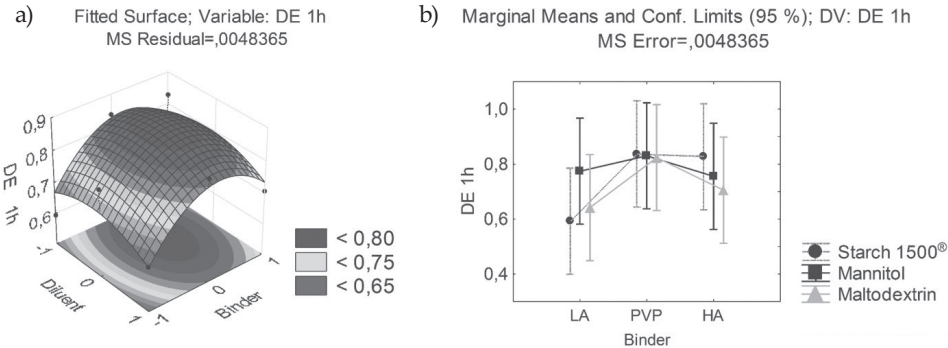 a)
Fitted Surface; Variable: DE 1h
MS Residual=,0048365
0,9
0,8
0,7
0,6
DE 1h
-1
0
1
Diluent
-1
0
1
Binder
< 0,80
< 0,75
< 0,65
b)
Marginal Means and Conf. Limits (95 %); DV: DE 1h
MS Error=,0048365
1,0
0,8
0,6
0,4
DE 1h
LA PVP HA
Binder
Starch 1500®
Mannitol
Maltodextrin